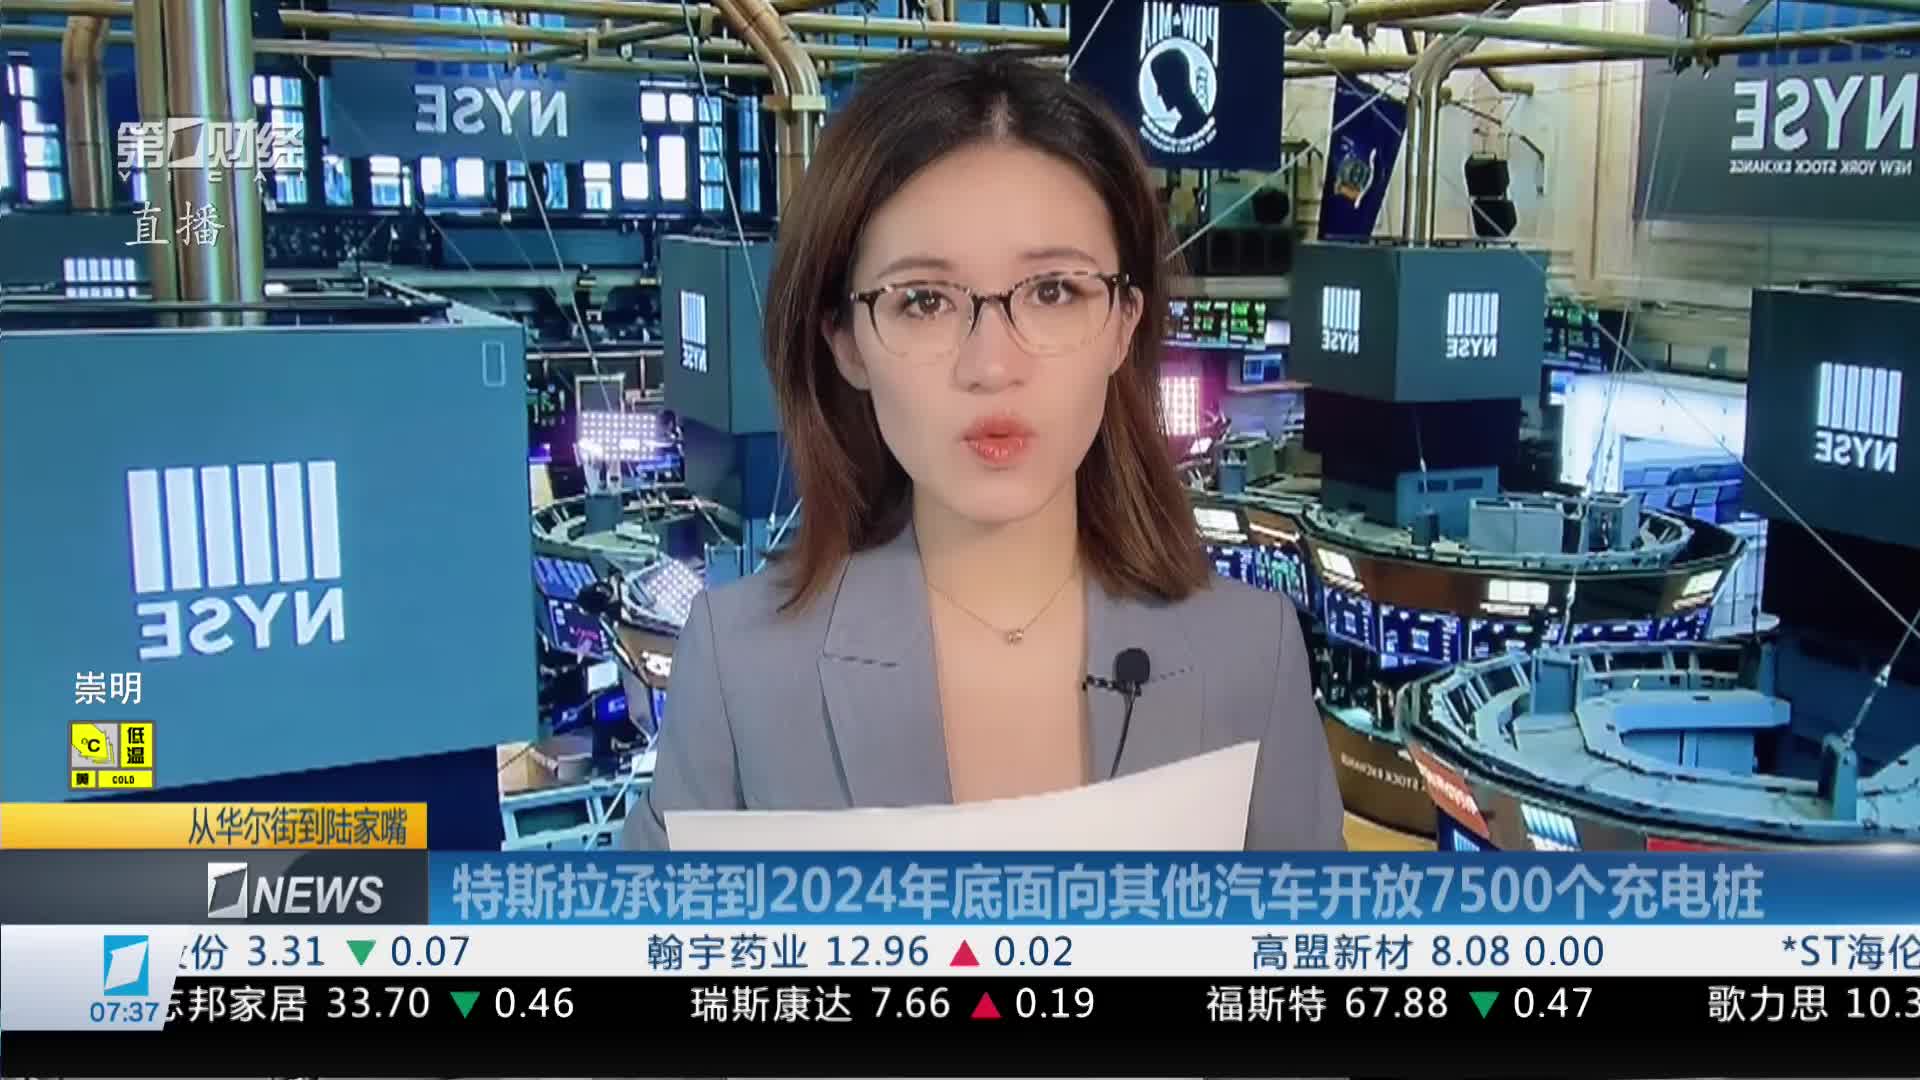 POW★MIA
NYSE
NYSE
NEW YORK STOCK EXCHANGE
第1财经
直播
NYSE
NYSE
NYSE
NYSE
NYSE
崇明
℃ 低温
黄 COLD
从华尔街到陆家嘴
NEWS
特斯拉承诺到2024年底面向其他汽车开放7500个充电桩
份 3.31 ▼ 0.07 翰宇药业 12.96 ▲ 0.02 高盟新材 8.08 0.00 *ST海伦
07:37
志邦家居 33.70 ▼ 0.46 瑞斯康达 7.66 ▲ 0.19 福斯特 67.88 ▼ 0.47 歌力思 10.3